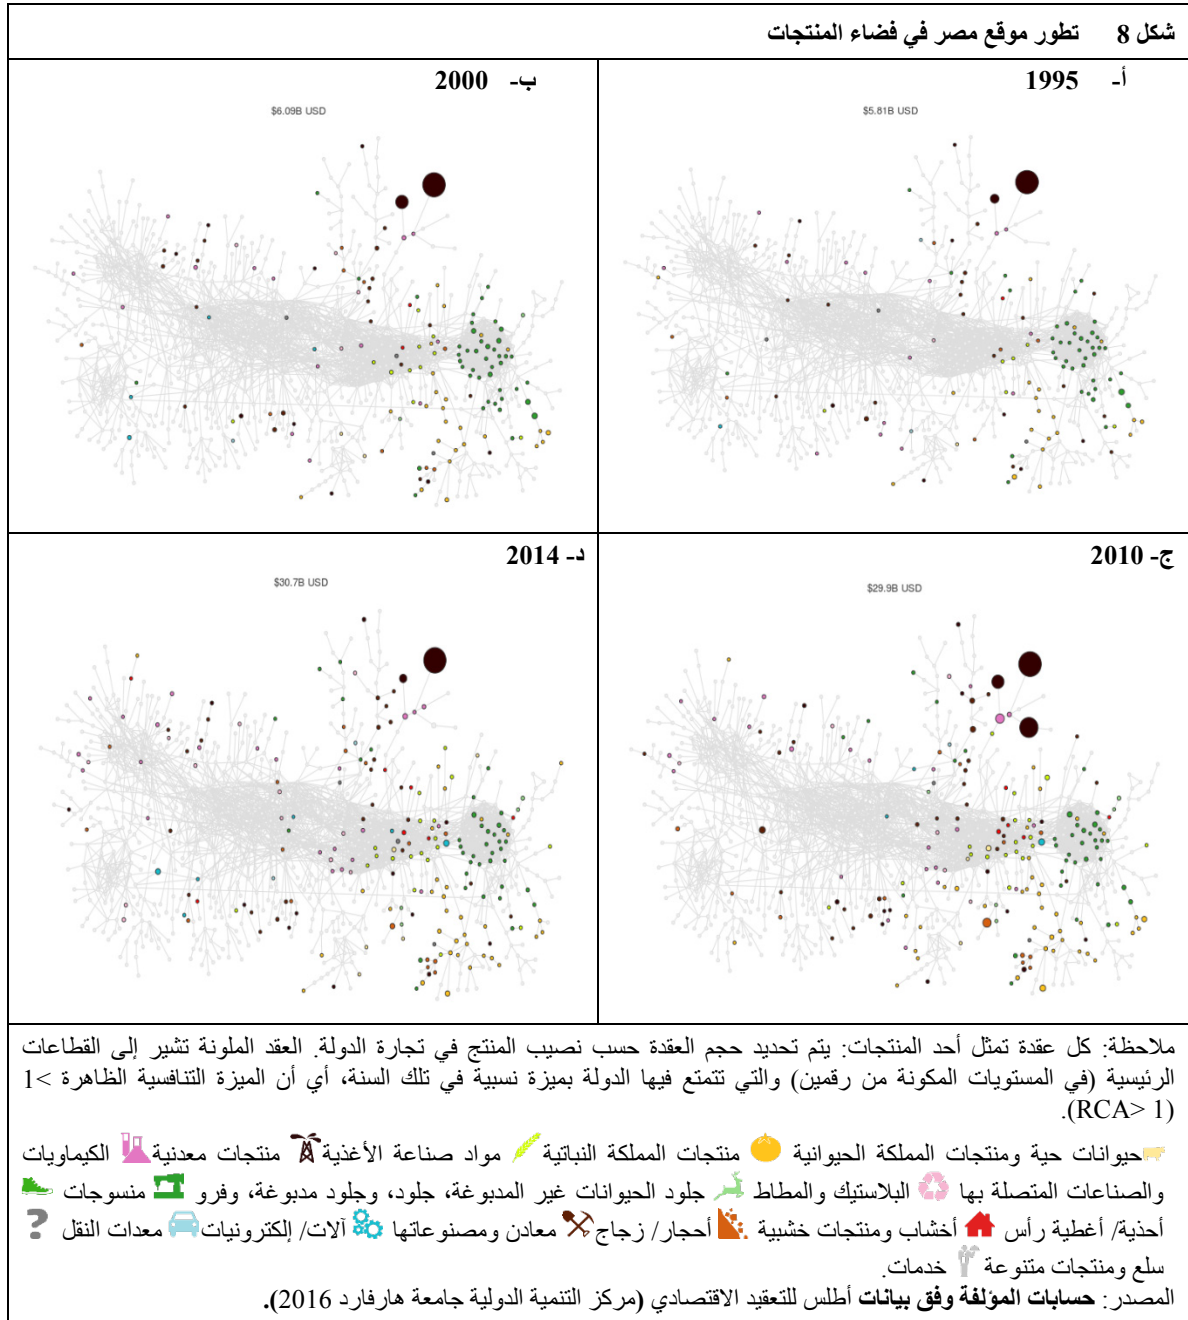 شكل 8 تطور موقع مصر في فضاء المنتجات
أ- 1995
$5.81B USD
ب- 2000
$6.09B USD
ج- 2010
$29.9B USD
د- 2014
$30.7B USD
ملاحظة: كل عقدة تمثل أحد المنتجات: يتم تحديد حجم العقدة حسب نصيب المنتج في تجارة الدولة. العقد الملونة تشير إلى القطاعات
الرئيسية (في المستويات المكونة من رقمين) والتي تتمتع فيها الدولة بميزة نسبية في تلك السنة، أي أن الميزة التنافسية الظاهرة >1
(RCA> 1).
حيوانات حية ومنتجات المملكة الحيوانية منتجات المملكة النباتية مواد صناعة الأغذية منتجات معدنية الكيماويات
والصناعات المتصلة بها البلاستيك والمطاط جلود الحيوانات غير المدبوغة، جلود، وجلود مدبوغة، وفرو منسوجات
أحذية/ أغطية رأس أخشاب ومنتجات خشبية أحجار/ زجاج معادن ومصنوعاتها آلات/ إلكترونيات معدات النقل ?
سلع ومنتجات متنوعة خدمات.
المصدر: حسابات المؤلفة وفق بيانات أطلس للتعقيد الاقتصادي (مركز التنمية الدولية جامعة هارفارد 2016).